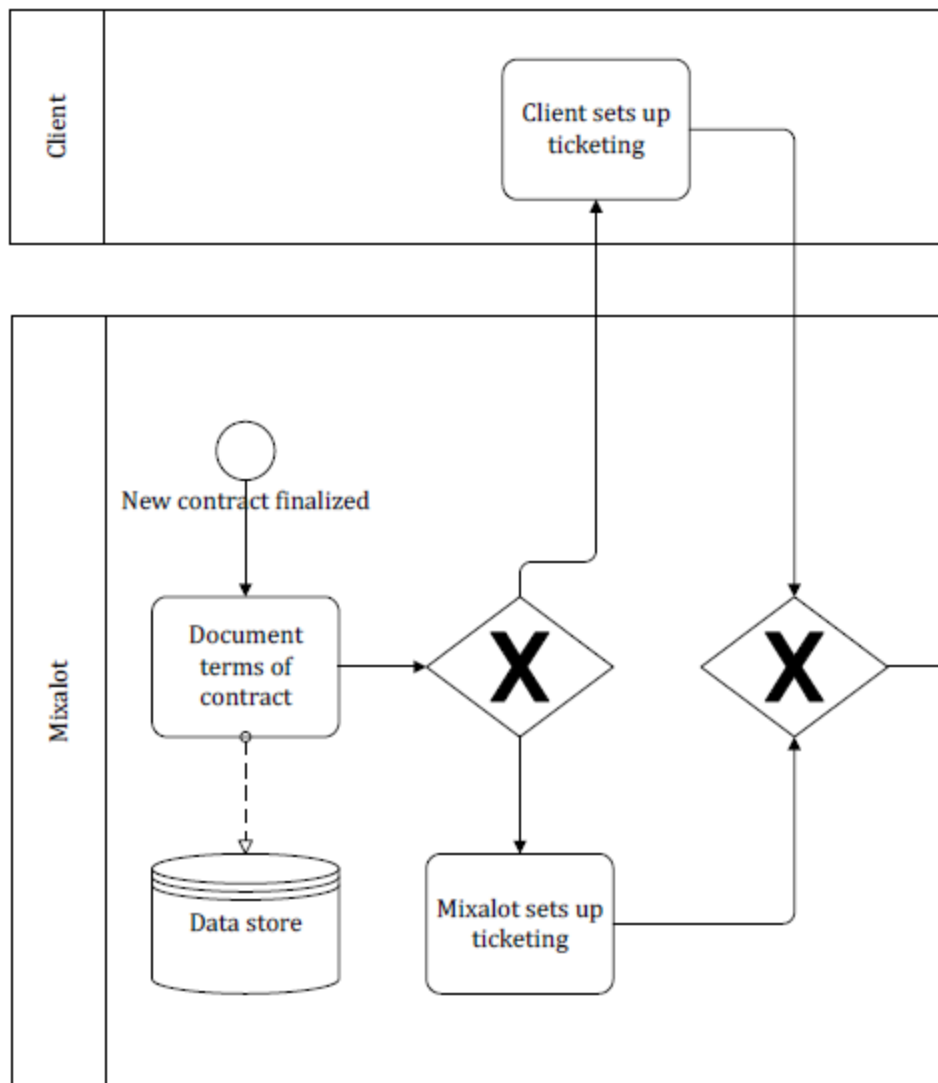 Client
Client sets up
ticketing
Mixalot
New contract finalized
Document
terms of
contract
X
X
Data store
Mixalot sets up
ticketing